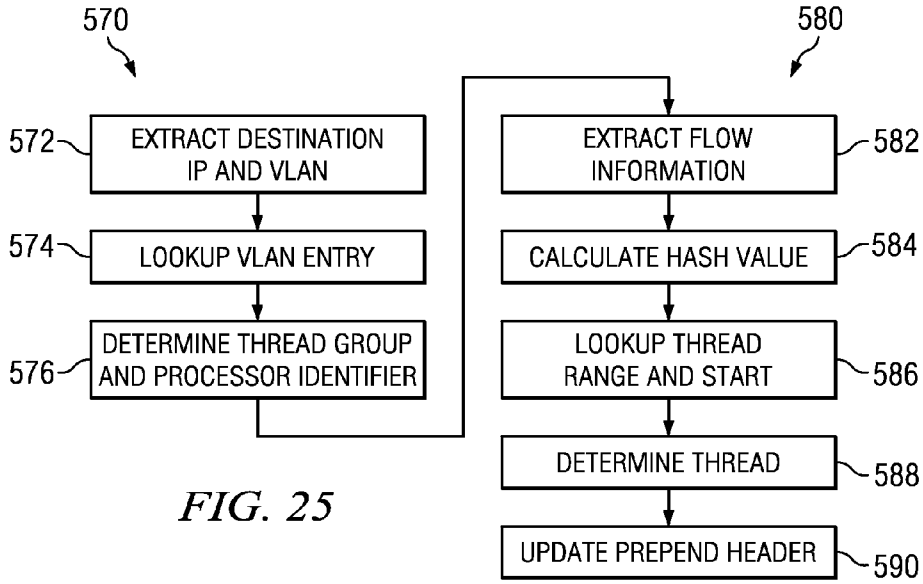 570
572
EXTRACT DESTINATION
IP AND VLAN
574
LOOKUP VLAN ENTRY
576
DETERMINE THREAD GROUP
AND PROCESSOR IDENTIFIER
580
EXTRACT FLOW
INFORMATION
582
CALCULATE HASH VALUE
584
LOOKUP THREAD
RANGE AND START
586
DETERMINE THREAD
588
UPDATE PREPEND HEADER
590
FIG. 25